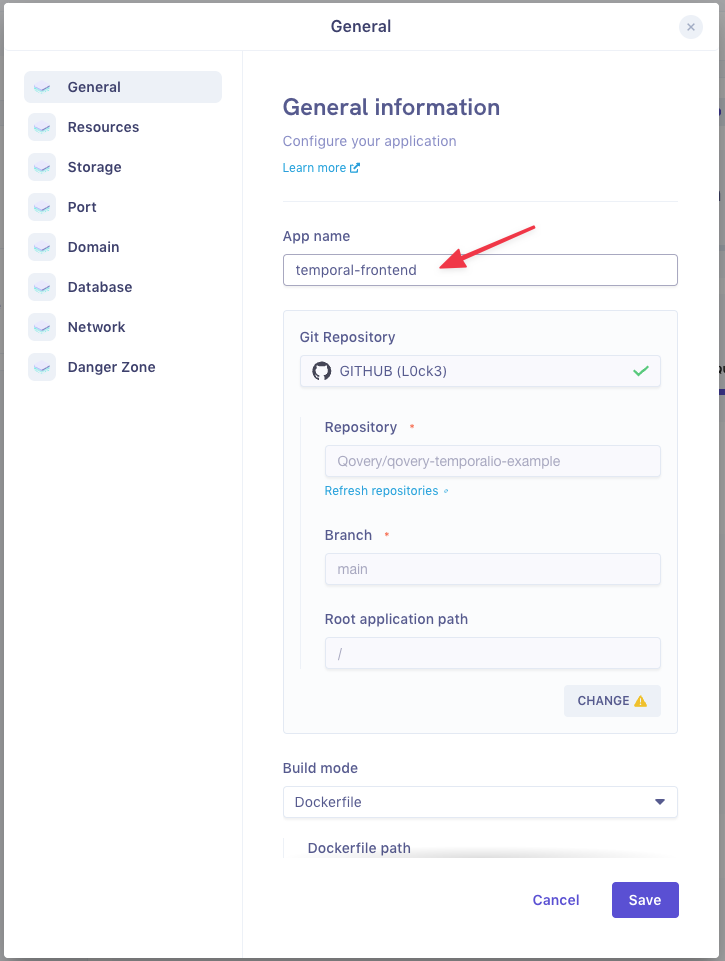 General
General
Resources
Storage
Port
Domain
Database
Network
Danger Zone
General information
Configure your application
Learn more
App name
temporal-frontend
Git Repository
GITHUB (L0ck3)
Repository *
Qovery/qovery-temporalio-example
Refresh repositories
Branch *
main
Root application path
/
CHANGE
Build mode
Dockerfile
Dockerfile path
Cancel
Save